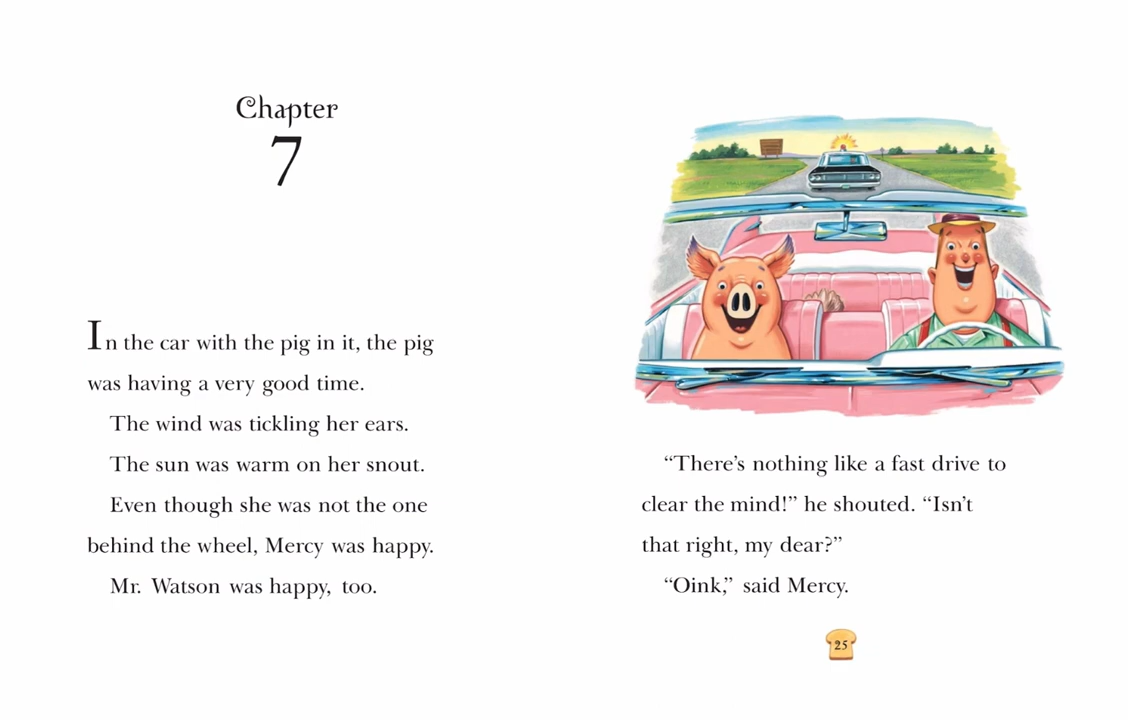 Chapter
7
In the car with the pig in it, the pig
was having a very good time.
The wind was tickling her ears.
The sun was warm on her snout.
Even though she was not the one
behind the wheel, Mercy was happy.
Mr. Watson was happy, too.
“There’s nothing like a fast drive to
clear the mind!” he shouted. “Isn’t
that right, my dear?”
“Oink,” said Mercy.
25